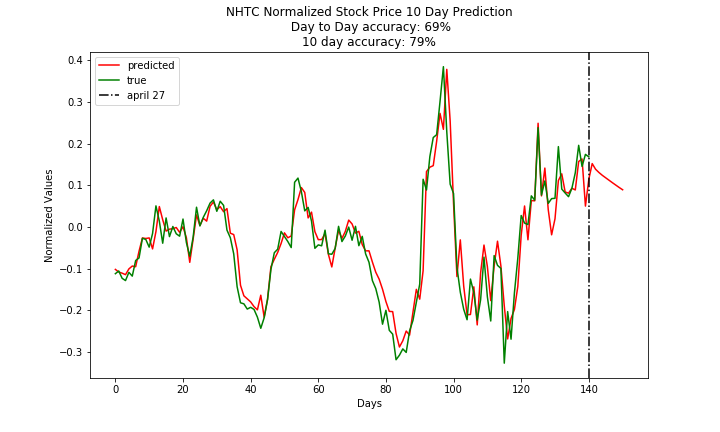 NHTC Normalized Stock Price 10 Day Prediction
Day to Day accuracy: 69%
10 day accuracy: 79%
predicted
true
april 27
Normalized Values
0.4
0.3
0.2
0.1
0.0
−0.1
−0.2
−0.3
0 20 40 60 80 100 120 140
Days